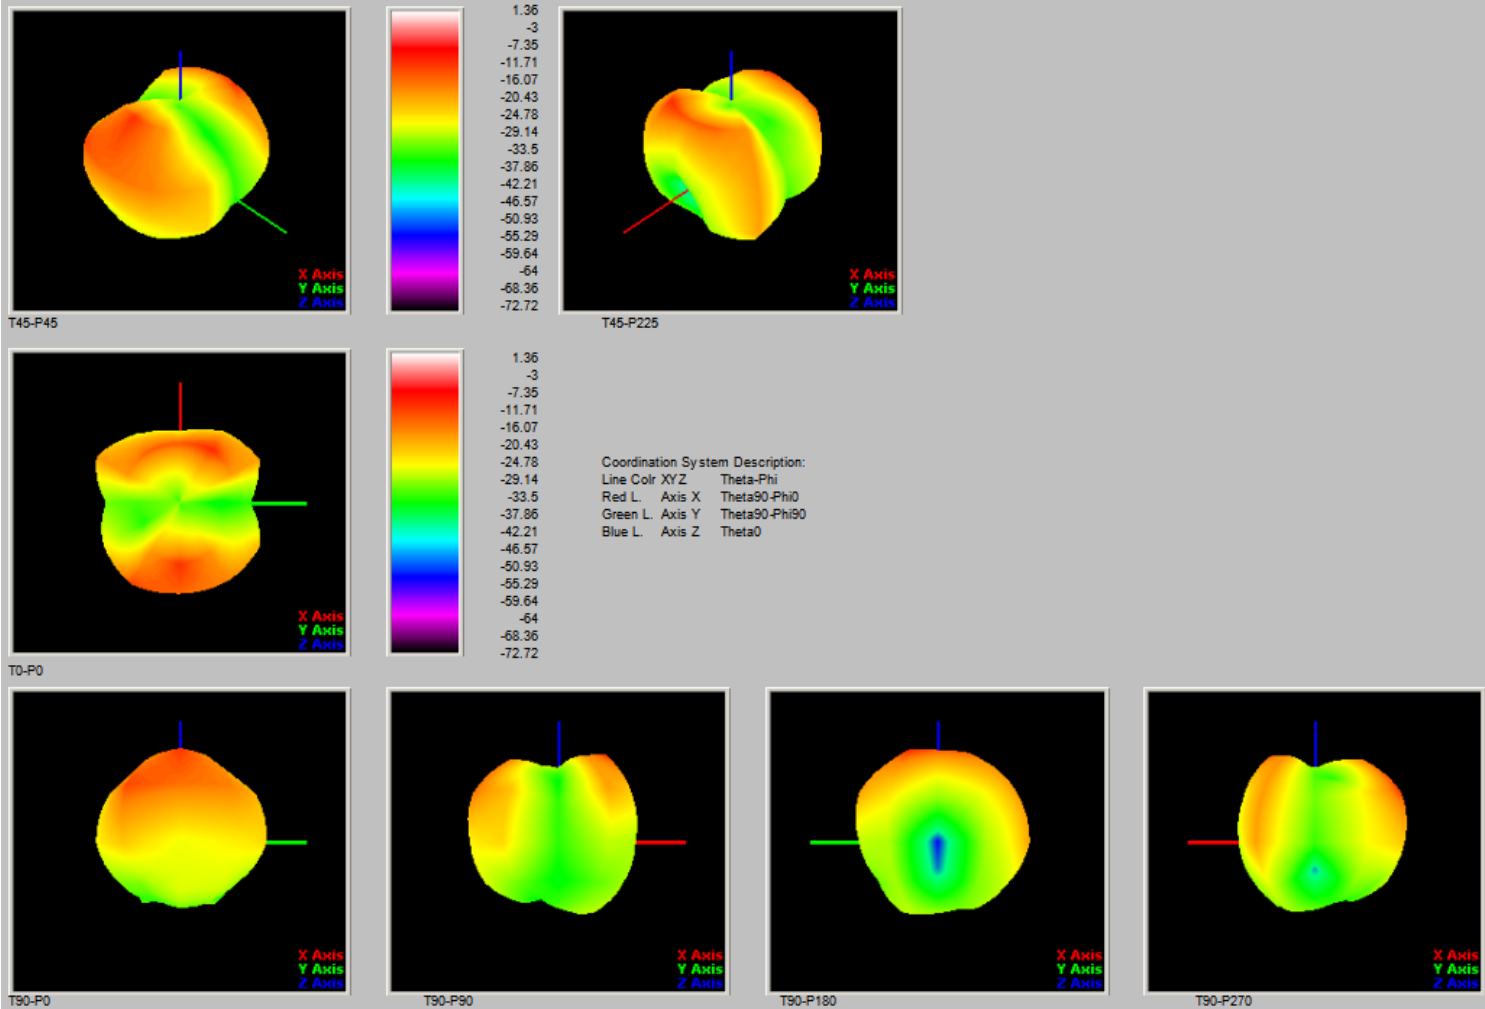 1.36
-3
-7.35
-11.71
-16.07
-20.43
-24.78
-29.14
-33.5
-37.86
-42.21
-46.57
-50.93
-55.29
-59.64
-64
-68.36
-72.72
X Axis
Y Axis
Z Axis
X Axis
Y Axis
Z Axis
T45-P45
T45-P225
1.36
-3
-7.35
-11.71
-16.07
-20.43
-24.78
-29.14
-33.5
-37.86
-42.21
-46.57
-50.93
-55.29
-59.64
-64
-68.36
-72.72
Coordination System Description:
Line Colr XYZ Theta-Phi
Red L. Axis X Theta90-Phi0
Green L. Axis Y Theta90-Phi90
Blue L. Axis Z Theta0
X Axis
Y Axis
Z Axis
T0-P0
X Axis
Y Axis
Z Axis
X Axis
Y Axis
Z Axis
X Axis
Y Axis
Z Axis
X Axis
Y Axis
Z Axis
T90-P0
T90-P90
T90-P180
T90-P270